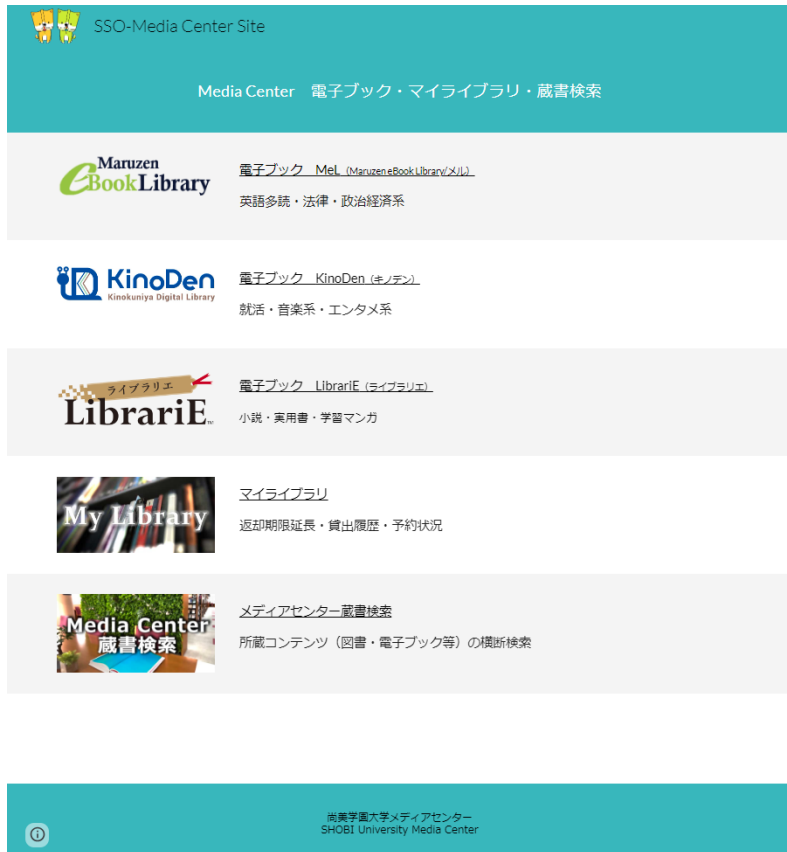 SSO-Media Center Site
Media Center 電子ブック・マイライブラリ・蔵書検索
Maruzen
eBook Library
電子ブック MeL（Maruzen eBook Library/メル）
英語多読・法律・政治経済系
KinoDen
Kinokuniya Digital Library
電子ブック KinoDen（キノデン）
就活・音楽系・エンタメ系
ライブラリエ
LibrariE™
電子ブック LibrariE（ライブラリエ）
小説・実用書・学習マンガ
My Library
マイライブラリ
返却期限延長・貸出履歴・予約状況
Media Center
蔵書検索
メディアセンター蔵書検索
所蔵コンテンツ（図書・電子ブック等）の横断検索
尚美学園大学メディアセンター
SHOBI University Media Center